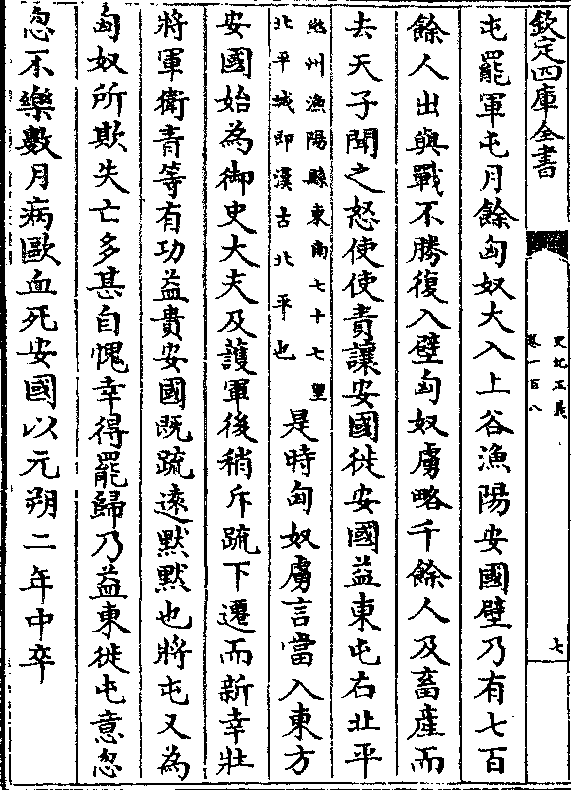 欽定四庫全書
史記正義
卷一百八
七
屯罷軍屯月餘匈奴大入上谷漁陽安國壁乃有七百
餘人出與戰不勝復入壁匈奴虜略千餘人及畜產而
去天子聞之怒使使責讓安國徙安國益東屯右北平
幽州漁陽縣東南七十七里
北平城即漢古北平也
是時匈奴虜言當入東方
安國始為御史大夫及護軍後稍斥疏下遷而新幸壯
將軍衛青等有功益貴安國既疏遠默默也將屯又為
匈奴所欺失亡多甚自愧幸得罷歸乃益東徙屯意忽
忽不樂數月病歐血死安國以元朔二年中卒